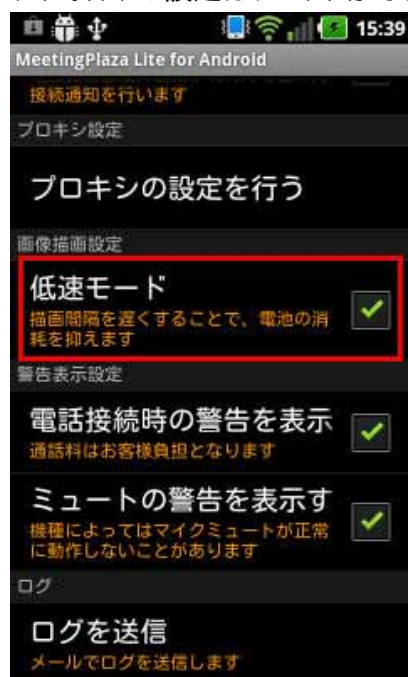 15:39
MeetingPlaza Lite for Android
接続通知を行います
プロキシ設定
プロキシの設定を行う
画像描画設定
低速モード
描画間隔を遅くすることで、電池の消
耗を抑えます
警告表示設定
電話接続時の警告を表示
通話料はお客様負担となります
ミュートの警告を表示す
機種によってはマイクミュートが正常
に動作しないことがあります
ログ
ログを送信
メールでログを送信します